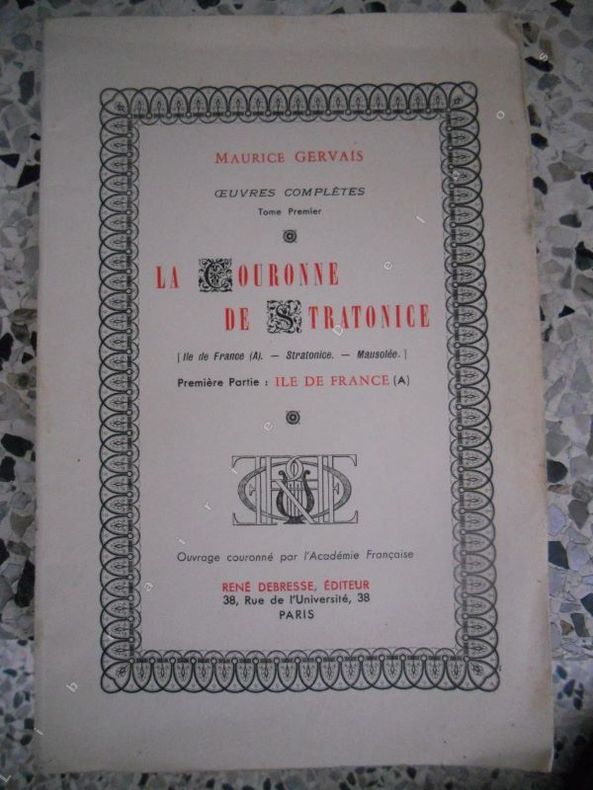 MAURICE GERVAIS
ŒUVRES COMPLÈTES
Tome Premier
LA COURONNE
DE STRATONICE
[Ile de France (A). — Stratonice. — Mausolée.]
Première Partie : ILE DE FRANCE (A)
Ouvrage couronné par l'Académie Française
RENÉ DEBRESSE, ÉDITEUR
38, Rue de l'Université, 38
PARIS